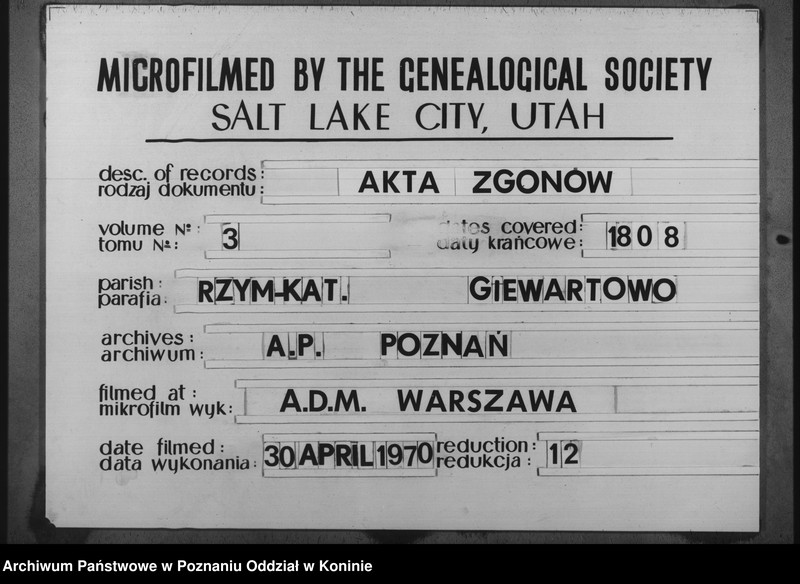 MICROFILMED BY THE GENEALOGICAL SOCIETY
SALT LAKE CITY, UTAH
desc. of records: AKTA ZGONÓW
rodzaj dokumentu:
volume №: 3 dates covered: 1808
tomu №: daty krańcowe:
parish: RZYM-KAT. GIEWARTOWO
parafia:
archives: A.P. POZNAŃ
archiwum:
filmed at: A.D.M. WARSZAWA
mikrofilm wyk:
date filmed: 30 APRIL 1970 reduction: 12
data wykonania: redukcja:
Archiwum Państwowe w Poznaniu Oddział w Koninie